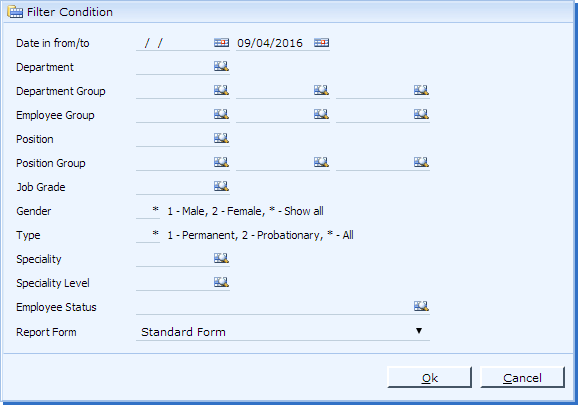 Filter Condition
Date in from/to / / 09/04/2016
Department
Department Group
Employee Group
Position
Position Group
Job Grade
Gender * 1 - Male, 2 - Female, * - Show all
Type * 1 - Permanent, 2 - Probationary, * - All
Speciality
Speciality Level
Employee Status
Report Form Standard Form
Ok Cancel